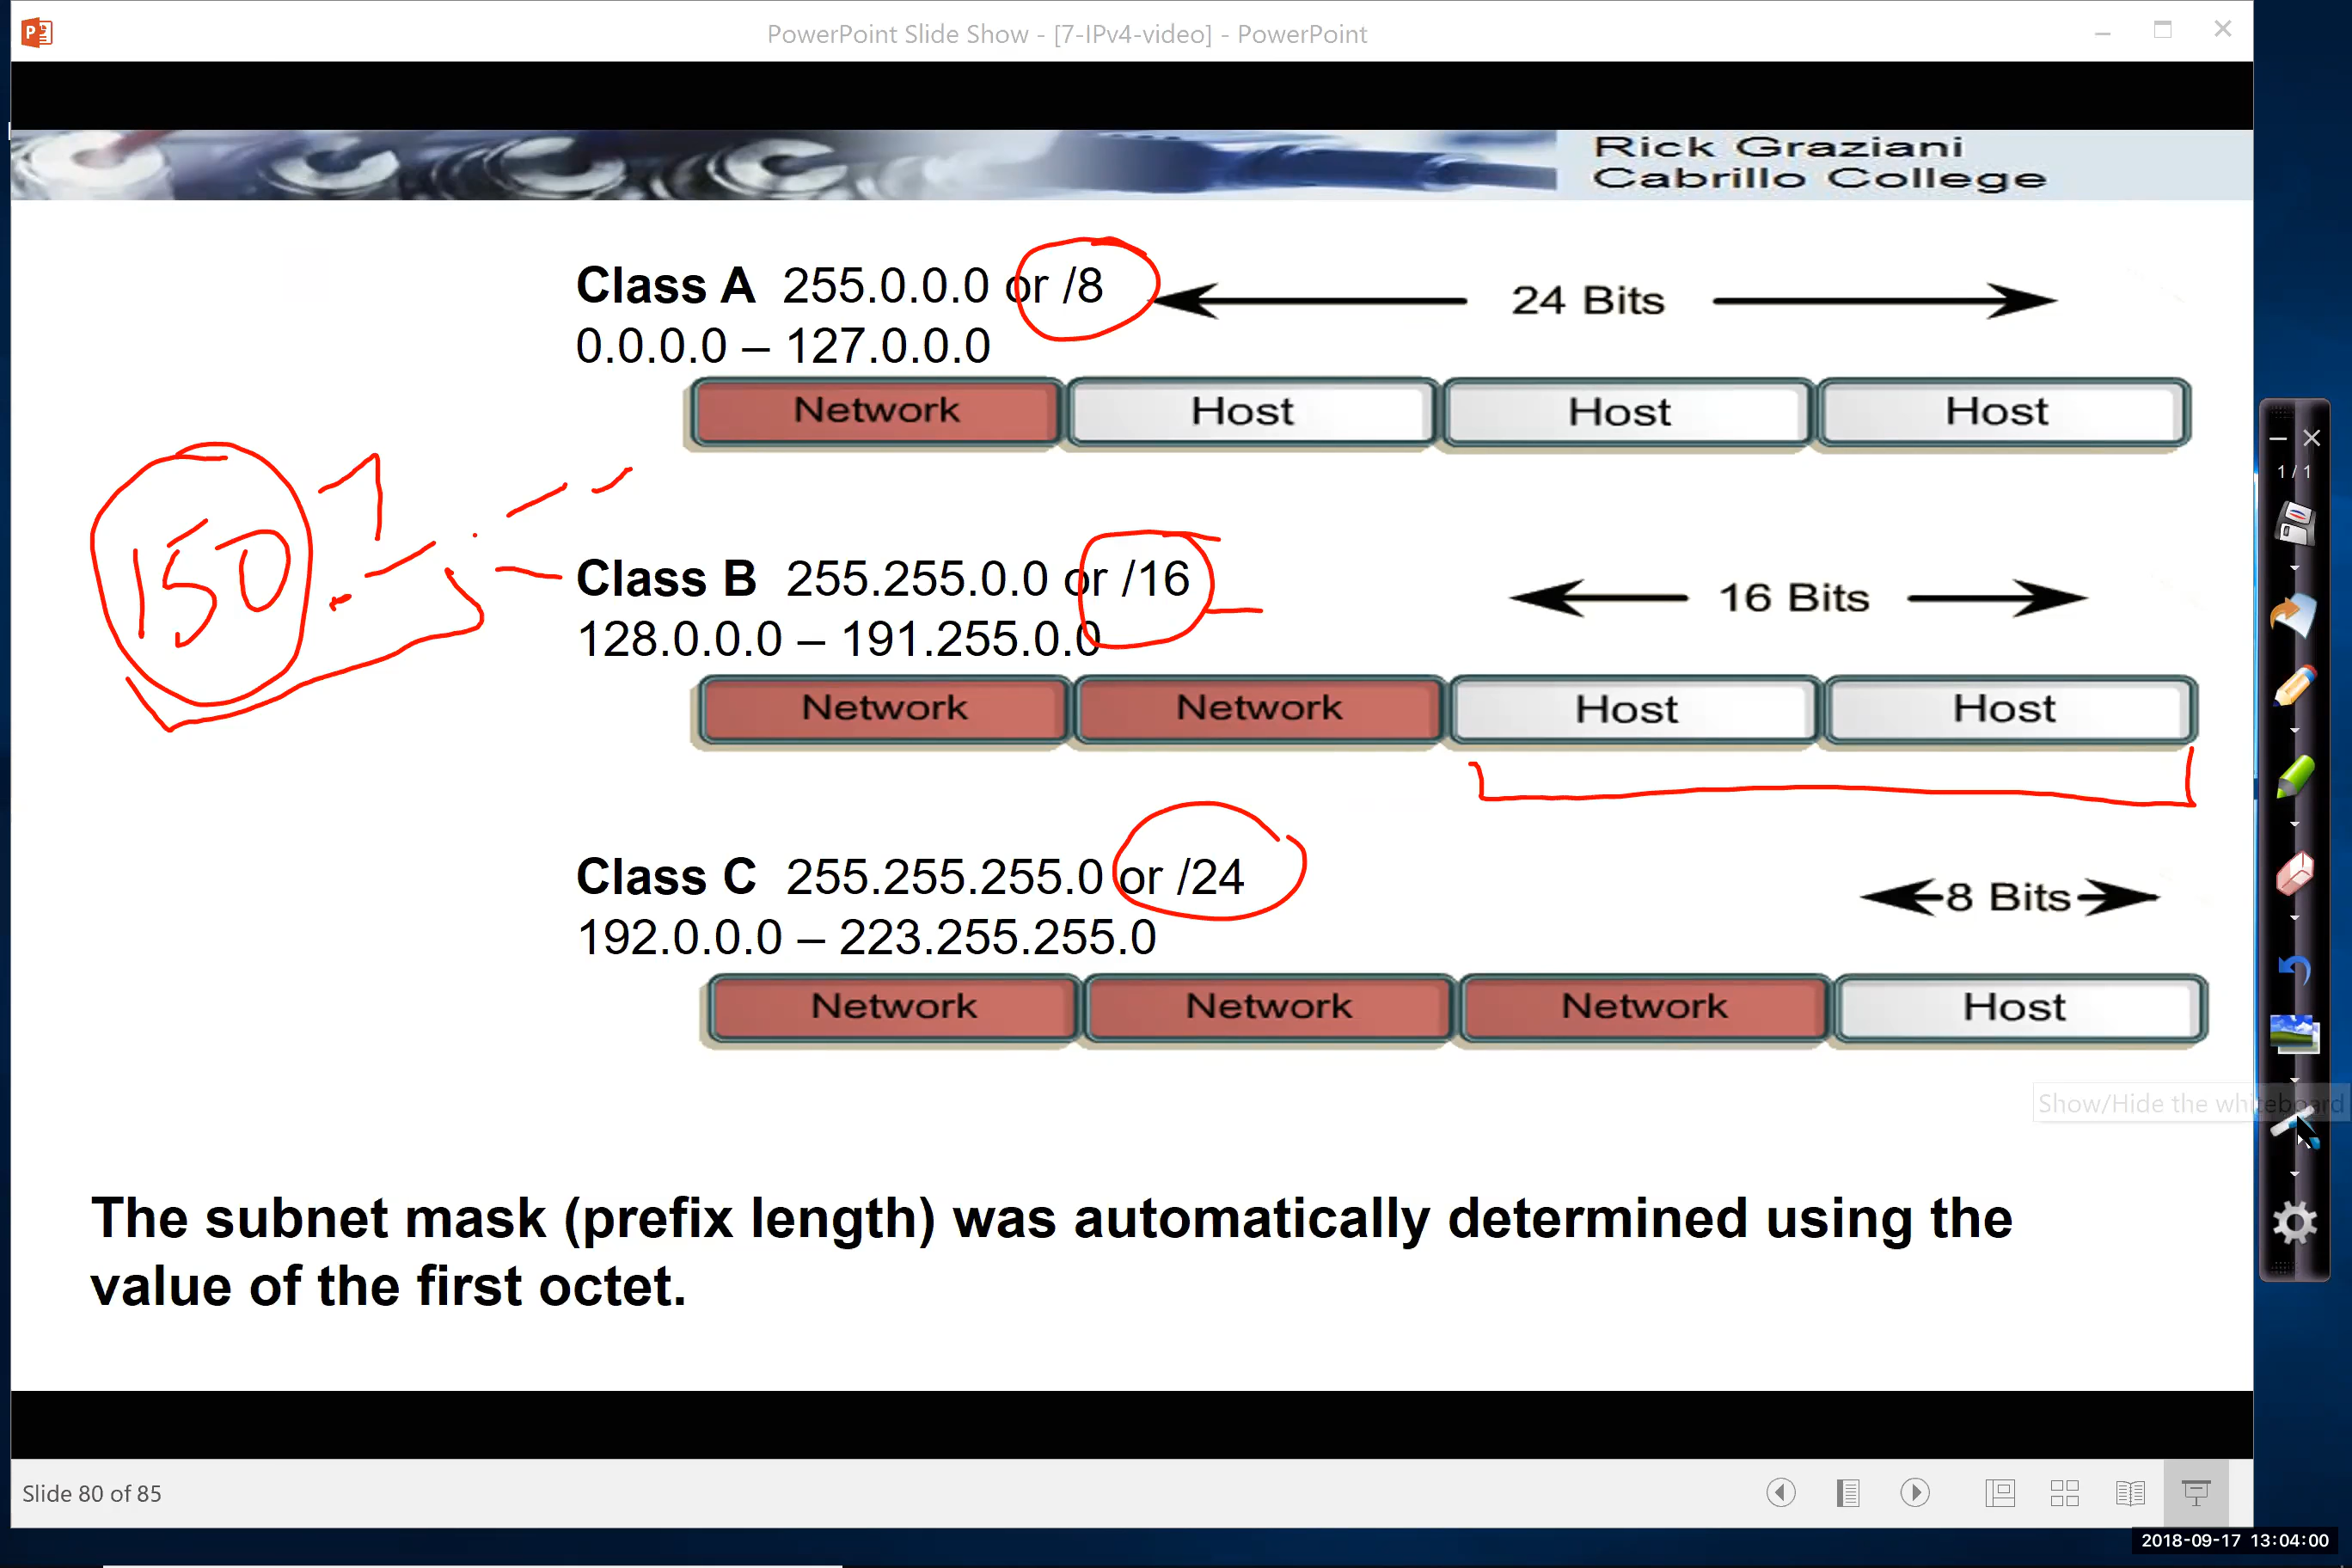 PowerPoint Slide Show - [7-IPv4-video] - PowerPoint
Rick Graziani
Cabrillo College
Class A 255.0.0.0 or /8
24 Bits
0.0.0.0 – 127.0.0.0
Network Host Host Host
1 / 1
150
Class B 255.255.0.0 or /16
16 Bits
128.0.0.0 – 191.255.0.0
Network Network Host Host
Class C 255.255.255.0 or /24
8 Bits
192.0.0.0 – 223.255.255.0
Network Network Network Host
Show/Hide the whiteboard
The subnet mask (prefix length) was automatically determined using the
value of the first octet.
Slide 80 of 85
2018-09-17 13:04:00